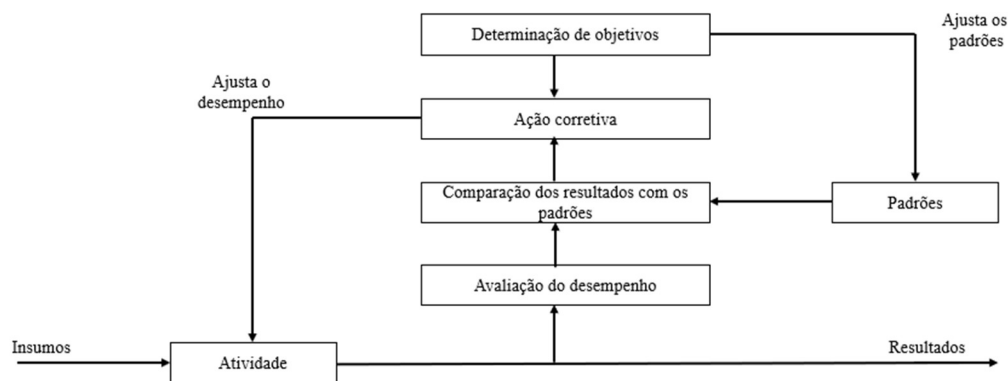 Determinação de objetivos
Ajusta os
padrões
Ajusta o
desempenho
Ação corretiva
Comparação dos resultados com os
padrões
Padrões
Avaliação do desempenho
Insumos
Atividade
Resultados